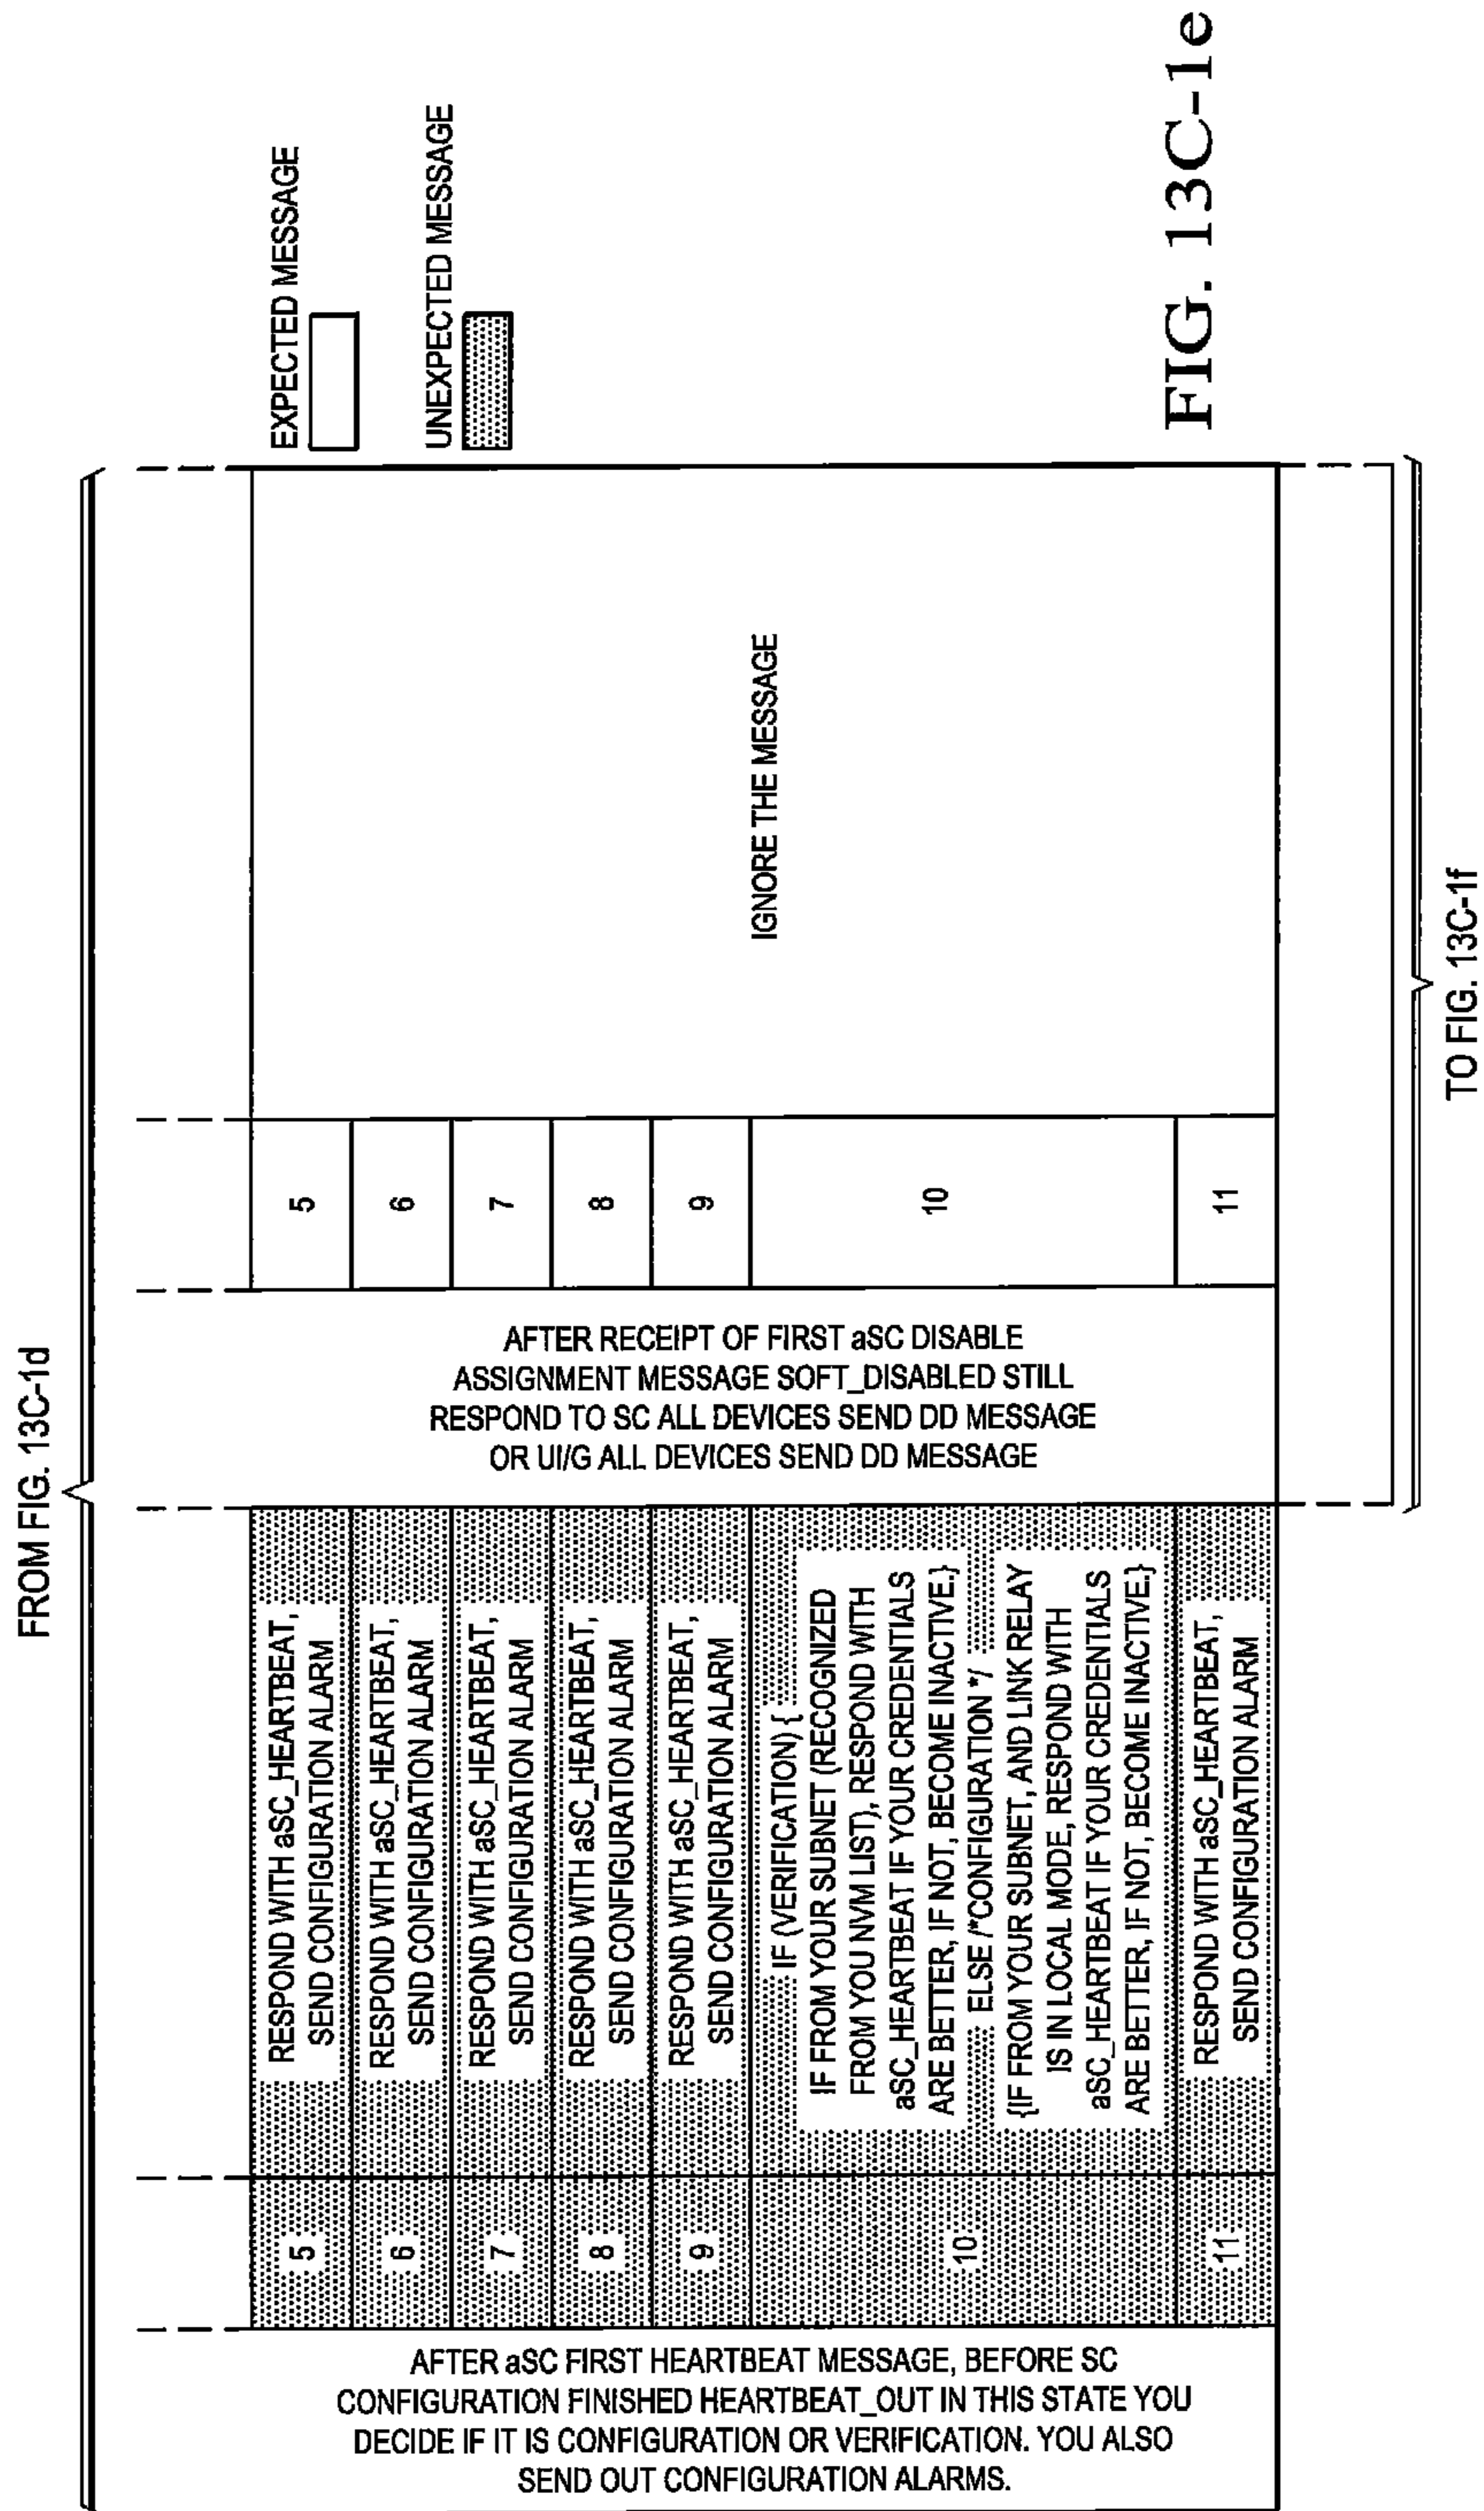 FROM FIG. 13C-1d
AFTER aSC FIRST HEARTBEAT MESSAGE, BEFORE SC
CONFIGURATION FINISHED HEARTBEAT_OUT IN THIS STATE YOU
DECIDE IF IT IS CONFIGURATION OR VERIFICATION. YOU ALSO
SEND OUT CONFIGURATION ALARMS.
5
RESPOND WITH aSC_HEARTBEAT,
SEND CONFIGURATION ALARM
6
RESPOND WITH aSC_HEARTBEAT,
SEND CONFIGURATION ALARM
7
RESPOND WITH aSC_HEARTBEAT,
SEND CONFIGURATION ALARM
8
RESPOND WITH aSC_HEARTBEAT,
SEND CONFIGURATION ALARM
9
RESPOND WITH aSC_HEARTBEAT,
SEND CONFIGURATION ALARM
10
IF (VERIFICATION) {
IF FROM YOUR SUBNET (RECOGNIZED
FROM YOU NVM LIST), RESPOND WITH
aSC_HEARTBEAT IF YOUR CREDENTIALS
ARE BETTER, IF NOT, BECOME INACTIVE.}
ELSE /*CONFIGURATION */
{IF FROM YOUR SUBNET, AND LINK RELAY
IS IN LOCAL MODE, RESPOND WITH
aSC_HEARTBEAT IF YOUR CREDENTIALS
ARE BETTER, IF NOT, BECOME INACTIVE.}
11
RESPOND WITH aSC_HEARTBEAT,
SEND CONFIGURATION ALARM
AFTER RECEIPT OF FIRST aSC DISABLE
ASSIGNMENT MESSAGE SOFT_DISABLED STILL
RESPOND TO SC ALL DEVICES SEND DD MESSAGE
OR UI/G ALL DEVICES SEND DD MESSAGE
5
6
7
8
9
10
11
IGNORE THE MESSAGE
EXPECTED MESSAGE
UNEXPECTED MESSAGE
TO FIG. 13C-1f
FIG. 13C-1e